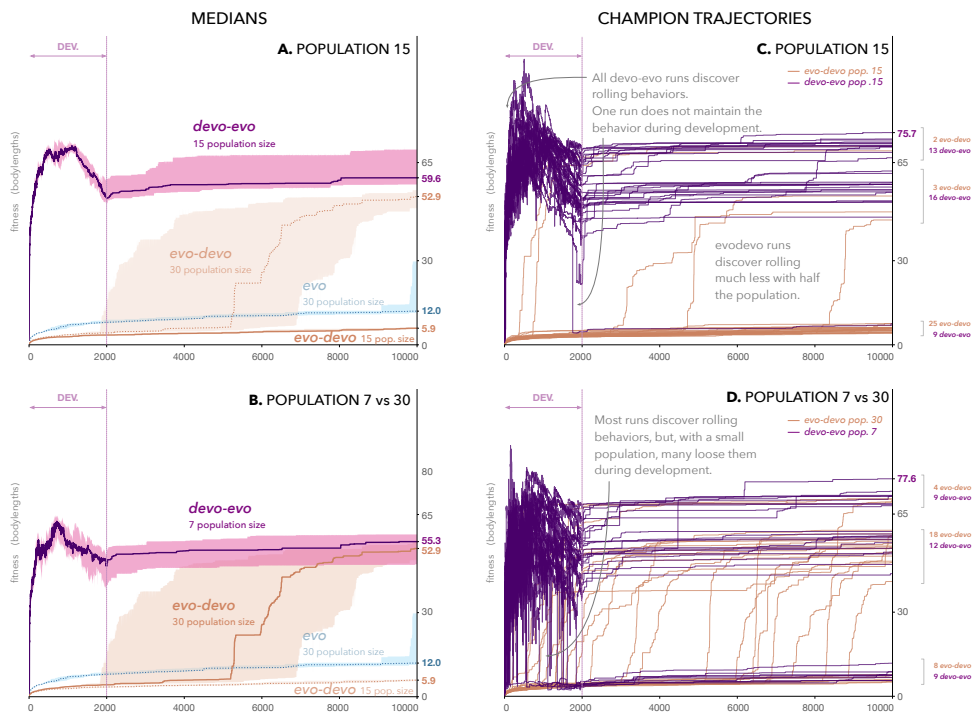 MEDIANS
CHAMPION TRAJECTORIES
DEV.
A. POPULATION 15
fitness (bodylengths)
devo-evo
15 population size
evo-devo
30 population size
evo
30 population size
evo-devo 15 pop. size
65
59.6
52.9
30
12.0
5.9
0
0
2000
4000
6000
8000
10000
DEV.
C. POPULATION 15
evo-devo pop. 15
devo-evo pop .15
fitness (bodylengths)
All devo-evo runs discover
rolling behaviors.
One run does not maintain the
behavior during development.
evodevo runs
discover rolling
much less with half
the population.
75.7
65
30
0
2 evo-devo
13 devo-evo
3 evo-devo
16 devo-evo
25 evo-devo
9 devo-evo
0
2000
4000
6000
8000
10000
DEV.
B. POPULATION 7 vs 30
fitness (bodylengths)
devo-evo
7 population size
evo-devo
30 population size
evo
30 population size
evo-devo 15 pop. size
80
65
55.3
52.9
30
12.0
5.9
0
0
2000
4000
6000
8000
10000
DEV.
D. POPULATION 7 vs 30
evo-devo pop. 30
devo-evo pop. 7
fitness (bodylengths)
Most runs discover rolling
behaviors, but, with a small
population, many loose them
during development.
77.6
65
30
0
4 evo-devo
9 devo-evo
18 evo-devo
12 devo-evo
8 evo-devo
9 devo-evo
0
2000
4000
6000
8000
10000